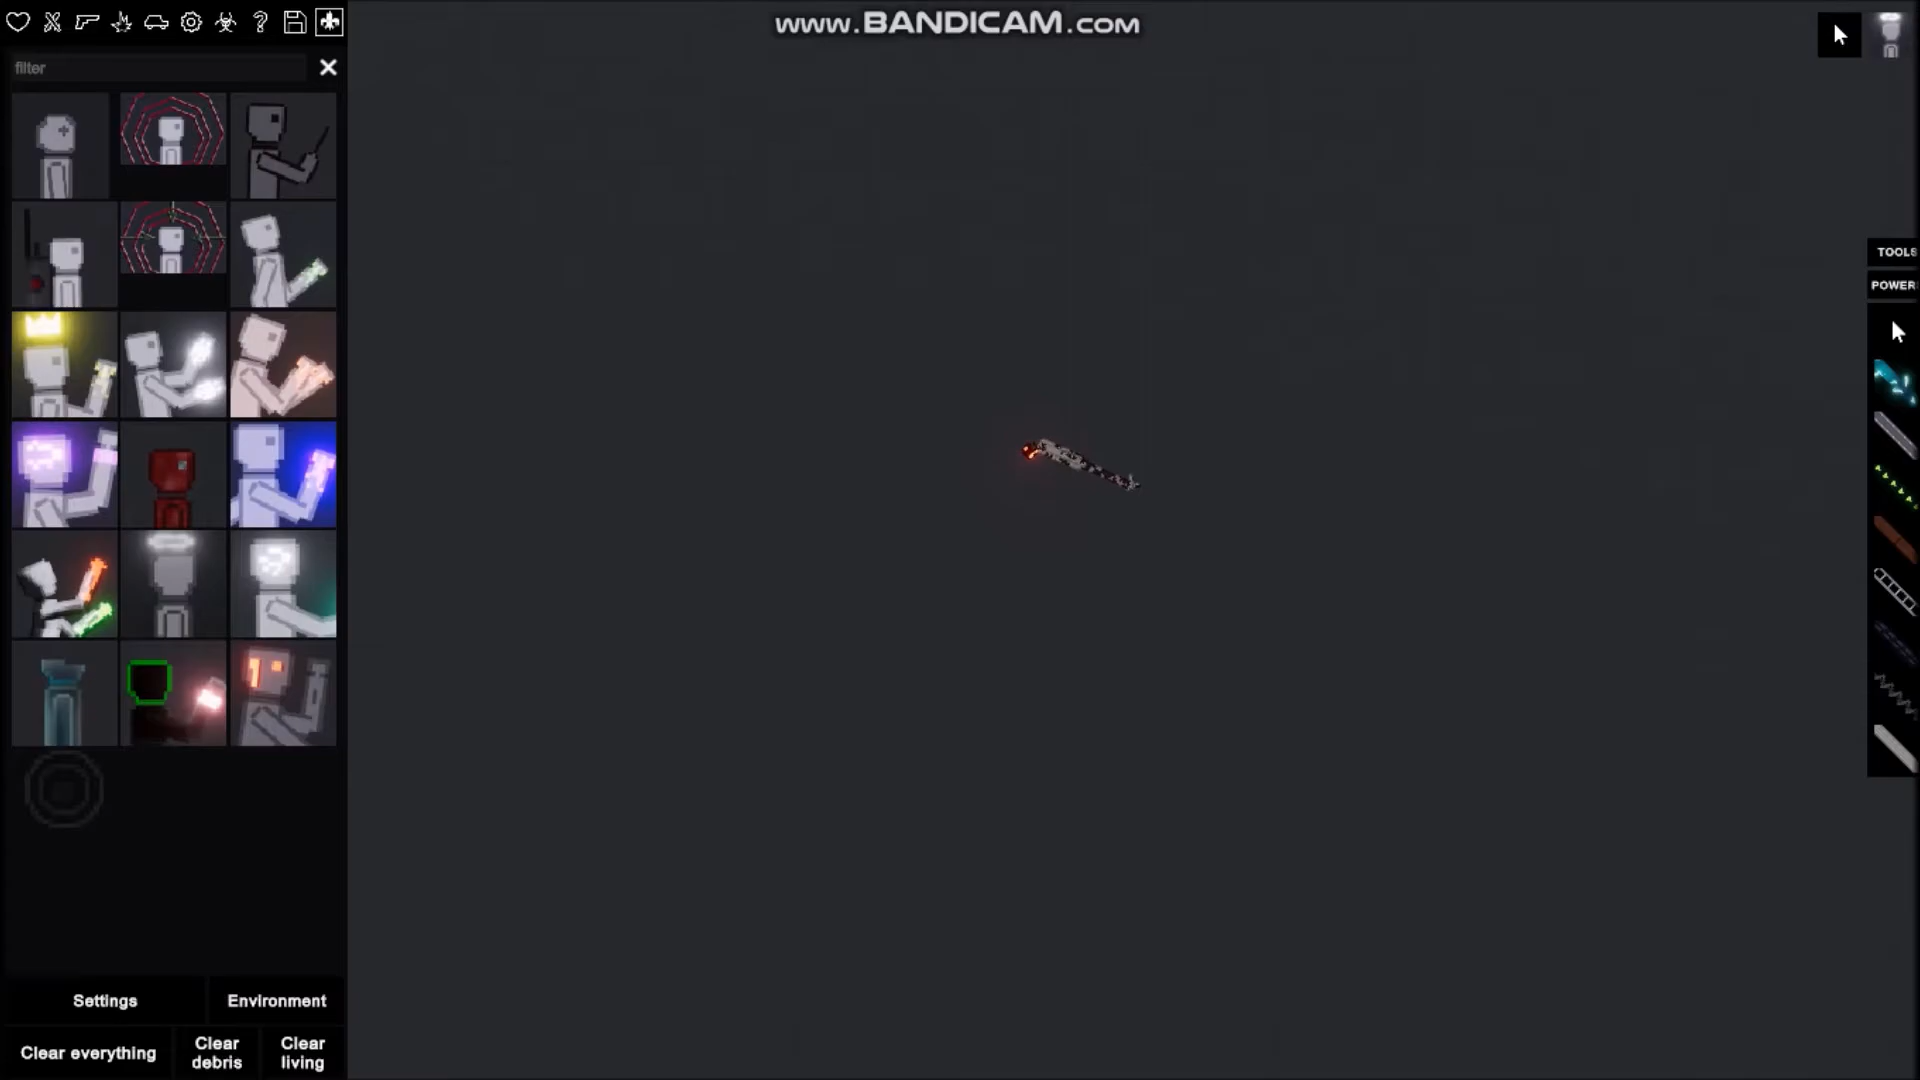 www.BANDICAM.com
filter
TOOLS
POWER
Settings
Environment
Clear everything
Clear
debris
Clear
living